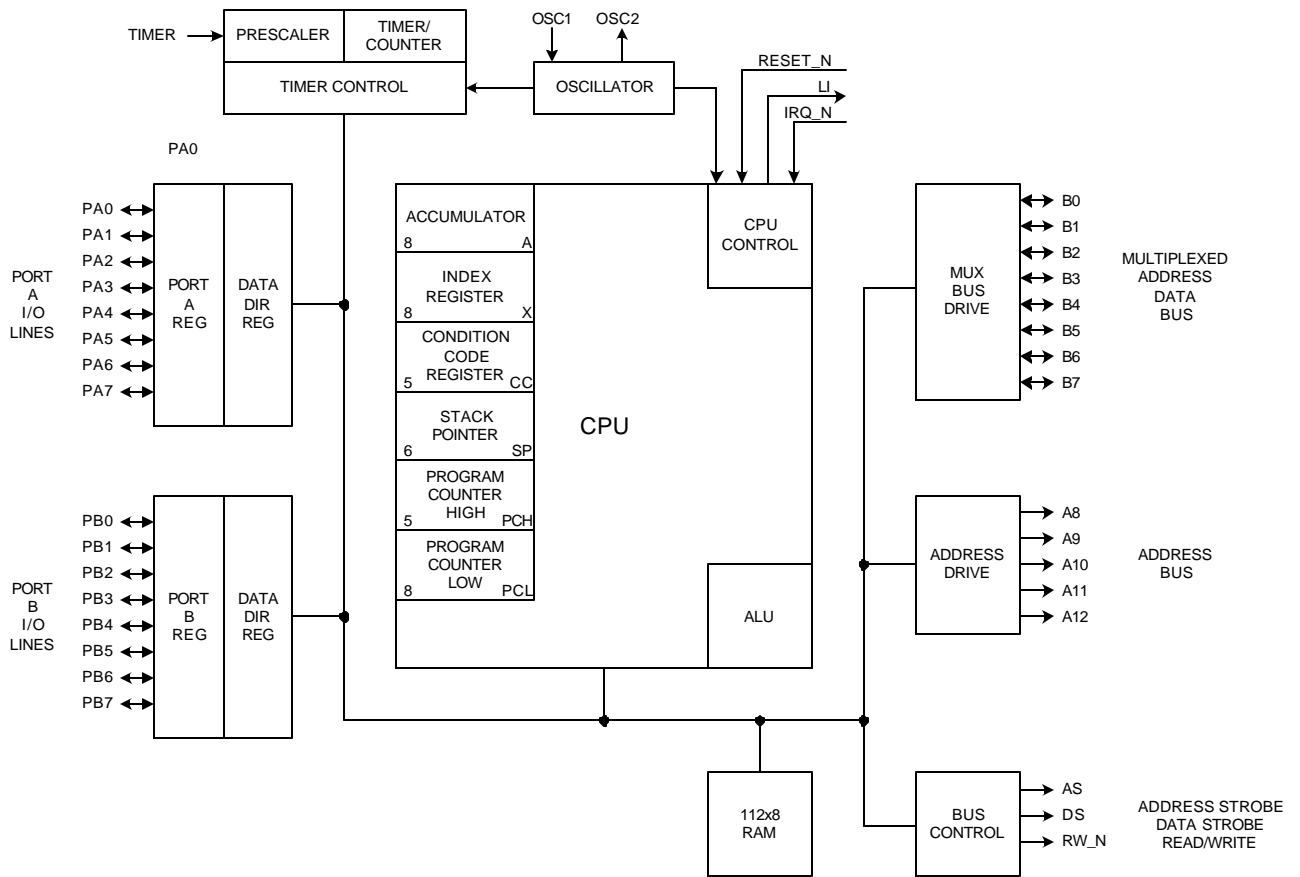 TIMER
PRESCALER
TIMER/
COUNTER
TIMER CONTROL
OSC1
OSC2
OSCILLATOR
RESET_N
LI
IRQ_N
PA0
PORT
A
I/O
LINES
PA0
PA1
PA2
PA3
PA4
PA5
PA6
PA7
PORT
A
REG
DATA
DIR
REG
PORT
B
I/O
LINES
PB0
PB1
PB2
PB3
PB4
PB5
PB6
PB7
PORT
B
REG
DATA
DIR
REG
ACCUMULATOR
8 A
INDEX
REGISTER
8 X
CONDITION
CODE
REGISTER
5 CC
STACK
POINTER
6 SP
PROGRAM
COUNTER
HIGH
5 PCH
PROGRAM
COUNTER
LOW
8 PCL
CPU
CPU
CONTROL
ALU
112x8
RAM
MUX
BUS
DRIVE
B0
B1
B2
B3
B4
B5
B6
B7
MULTIPLEXED
ADDRESS
DATA
BUS
ADDRESS
DRIVE
A8
A9
A10
A11
A12
ADDRESS
BUS
BUS
CONTROL
AS
DS
RW_N
ADDRESS STROBE
DATA STROBE
READ/WRITE